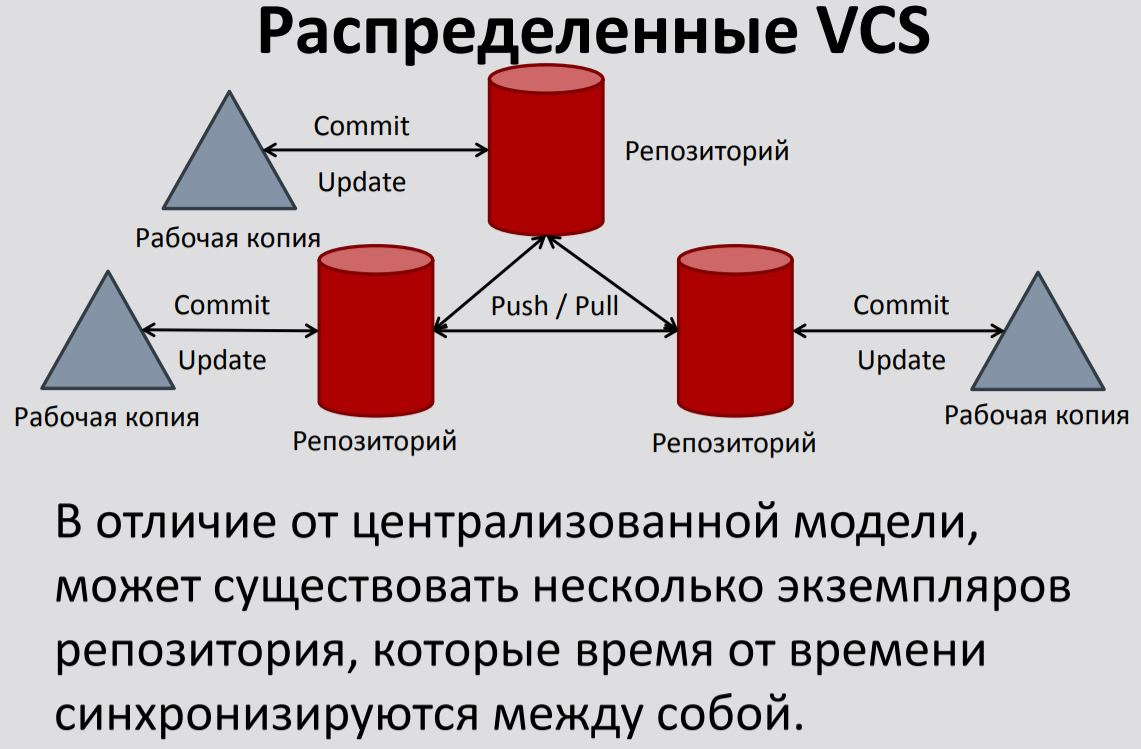 Распределенные VCS
Commit
Update
Репозиторий
Рабочая копия
Commit
Update
Push / Pull
Commit
Update
Рабочая копия
Репозиторий
Репозиторий
Рабочая копия
В отличие от централизованной модели,
может существовать несколько экземпляров
репозитория, которые время от времени
синхронизируются между собой.